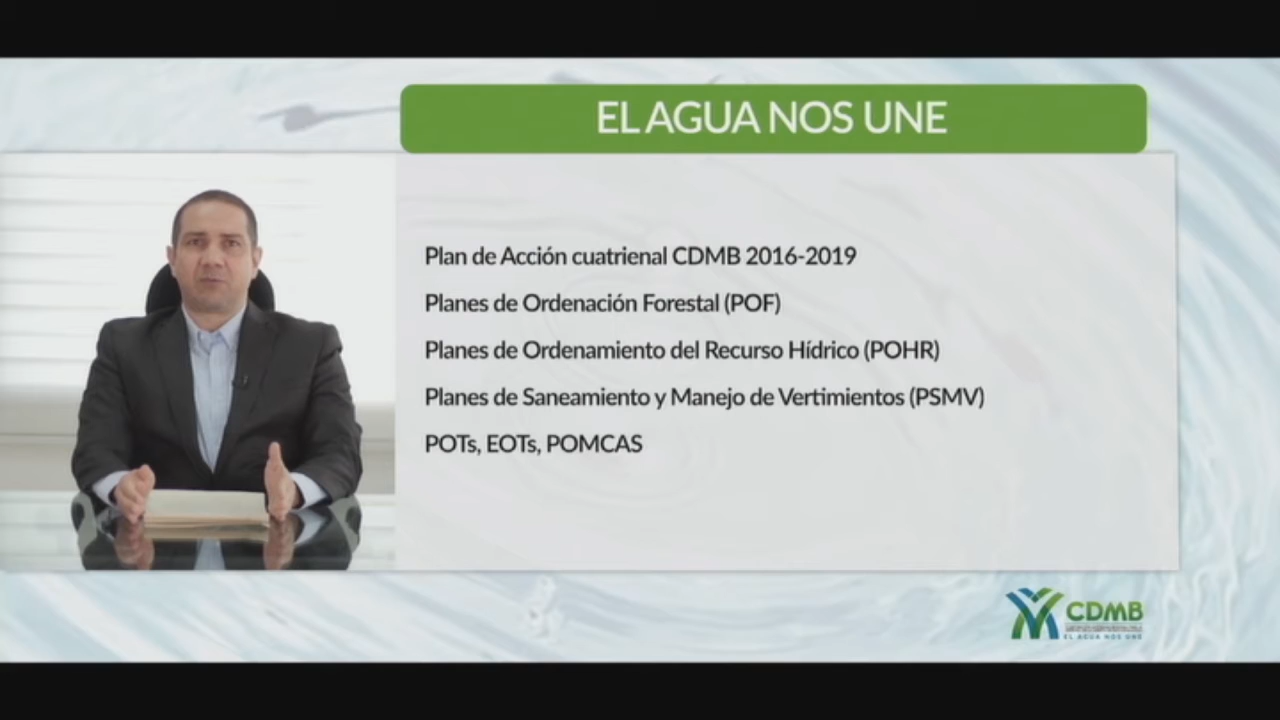 EL AGUA NOS UNE
Plan de Acción cuatrienal CDMB 2016-2019
Planes de Ordenación Forestal (POF)
Planes de Ordenamiento del Recurso Hídrico (POHR)
Planes de Saneamiento y Manejo de Vertimientos (PSMV)
POTs, EOTs, POMCAS
CDMB
EL AGUA NOS UNE